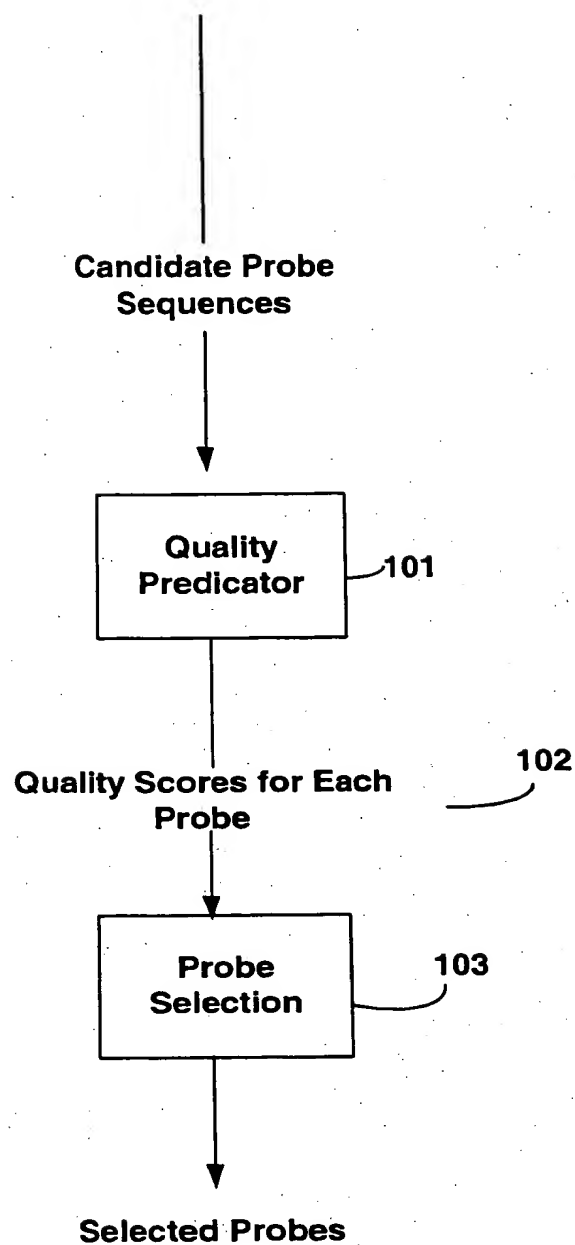 Candidate Probe
Sequences
Quality
Predicator
101
Quality Scores for Each
Probe
102
Probe
Selection
103
Selected Probes